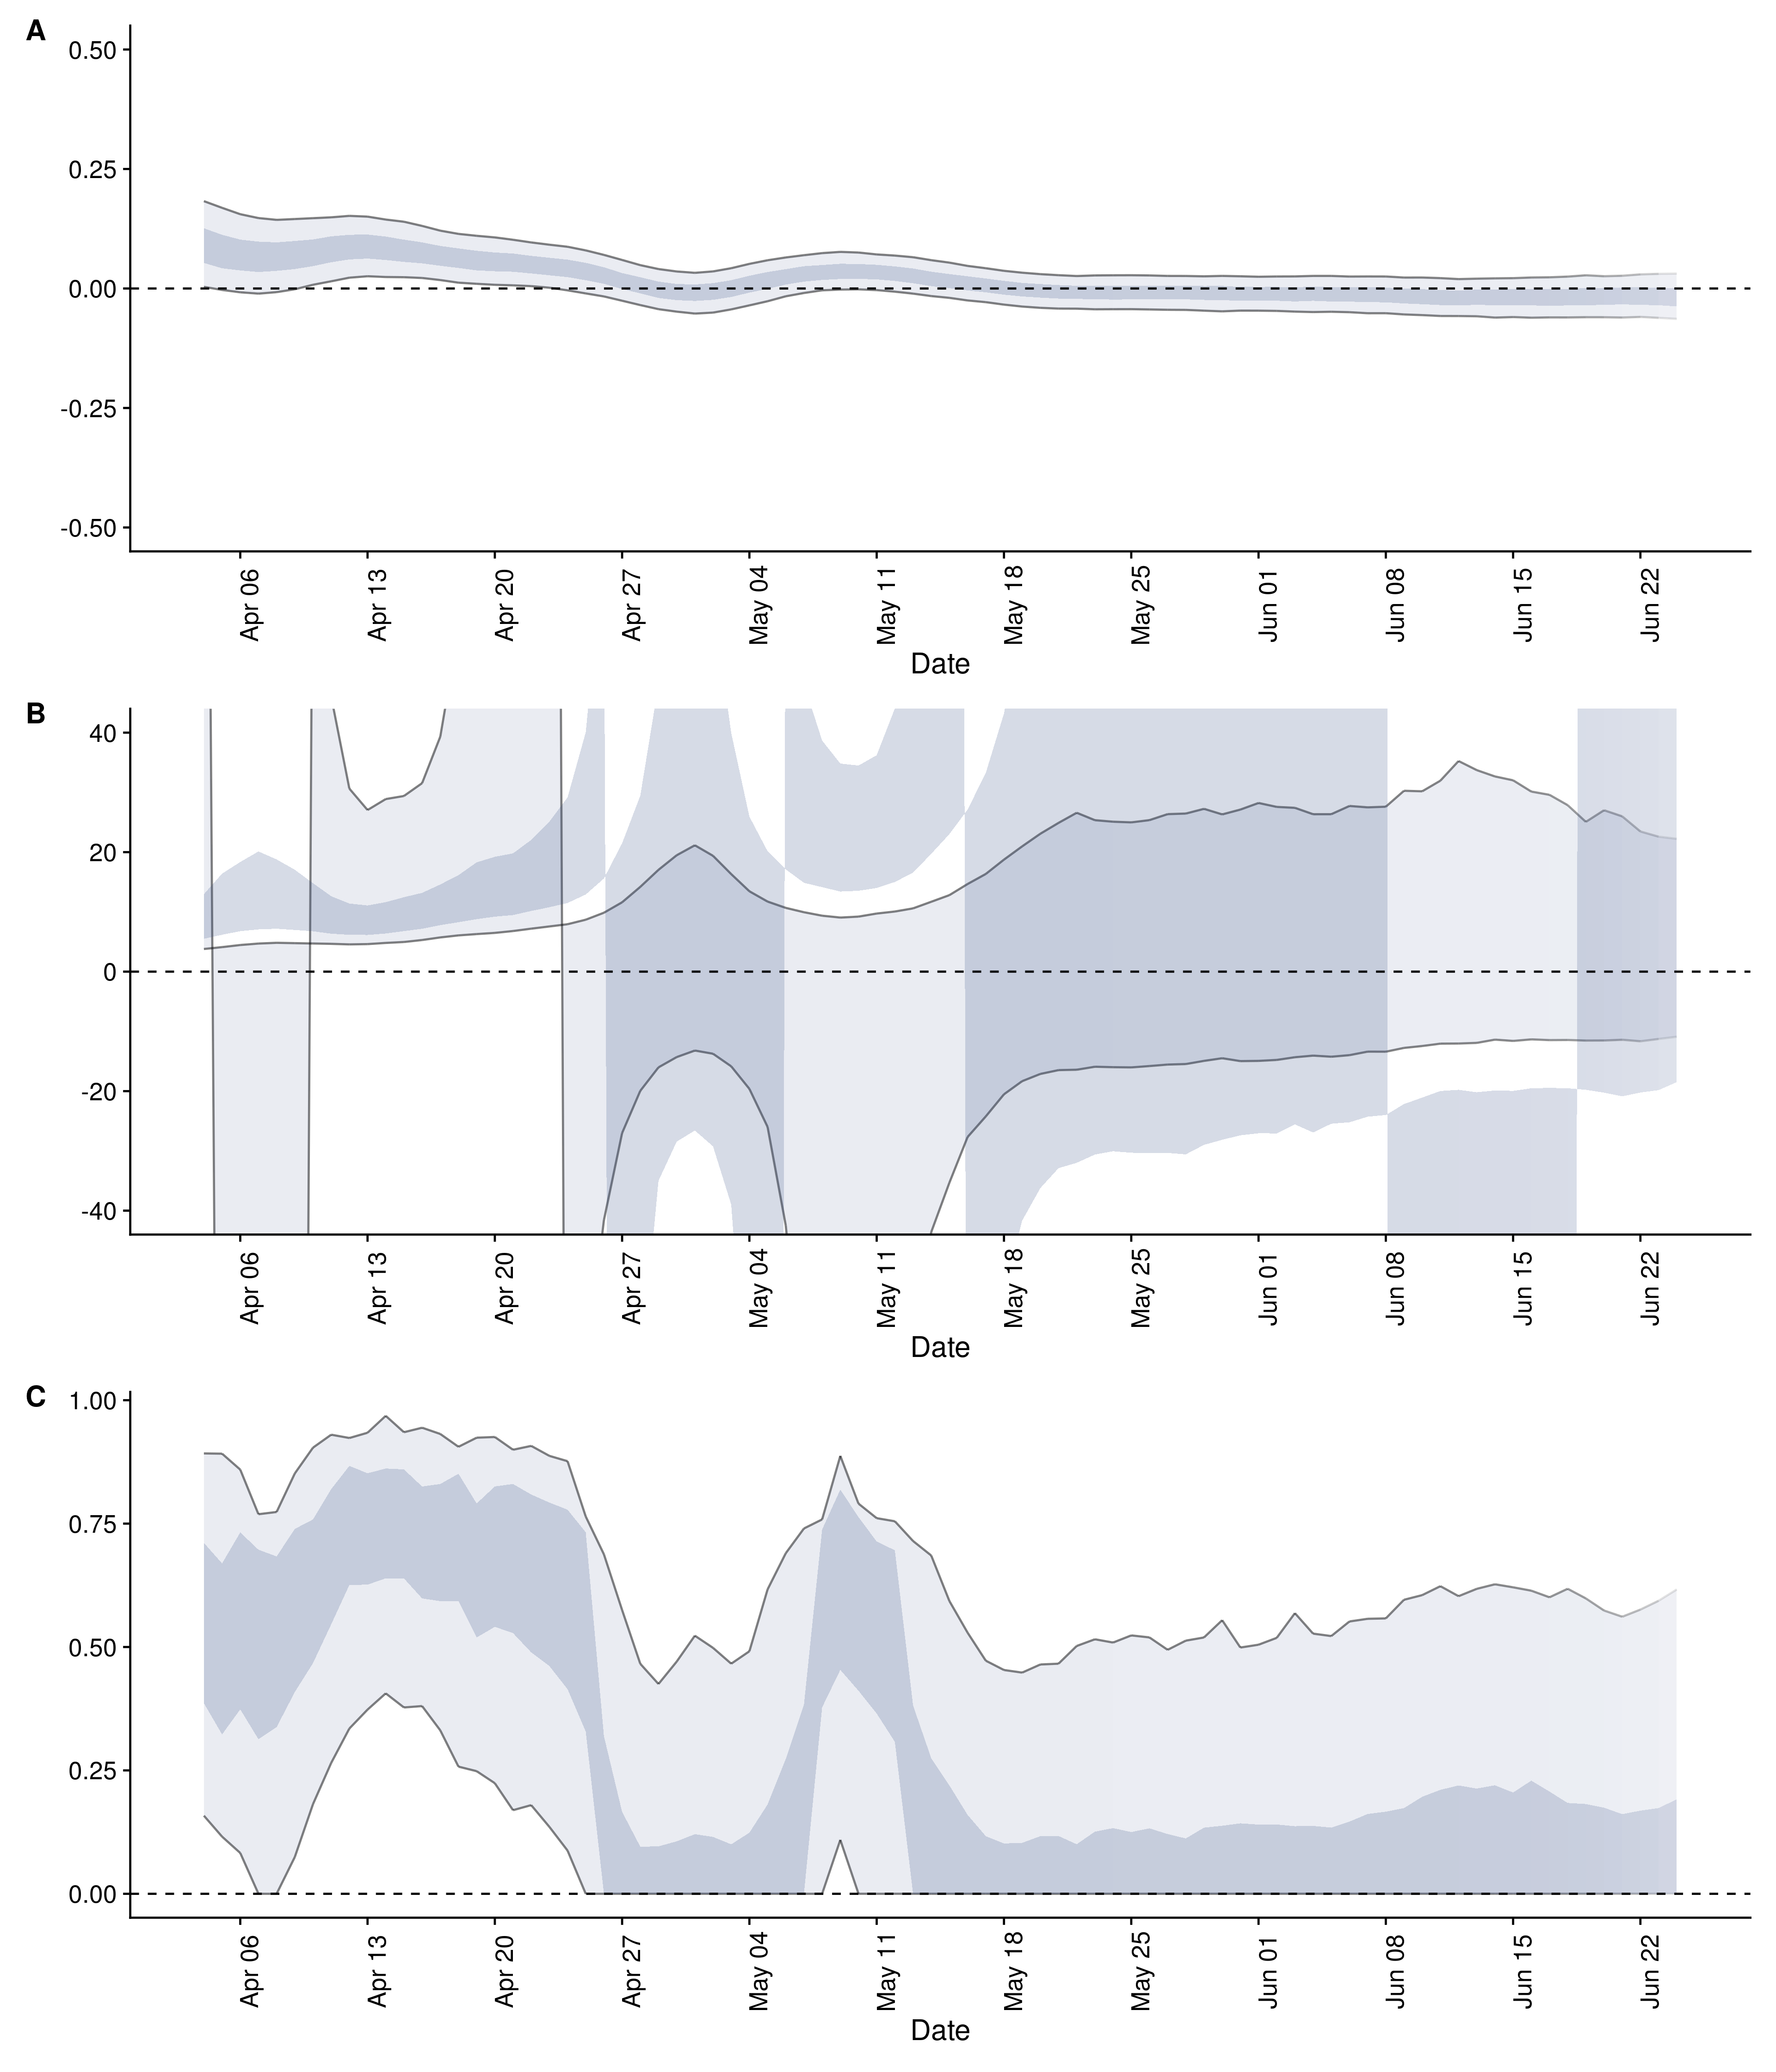 A
0.50
0.25
0.00
-0.25
-0.50
Apr 06
Apr 13
Apr 20
Apr 27
May 04
May 11
May 18
May 25
Jun 01
Jun 08
Jun 15
Jun 22
Date
B
40
20
0
-20
-40
Apr 06
Apr 13
Apr 20
Apr 27
May 04
May 11
May 18
May 25
Jun 01
Jun 08
Jun 15
Jun 22
Date
C
1.00
0.75
0.50
0.25
0.00
Apr 06
Apr 13
Apr 20
Apr 27
May 04
May 11
May 18
May 25
Jun 01
Jun 08
Jun 15
Jun 22
Date